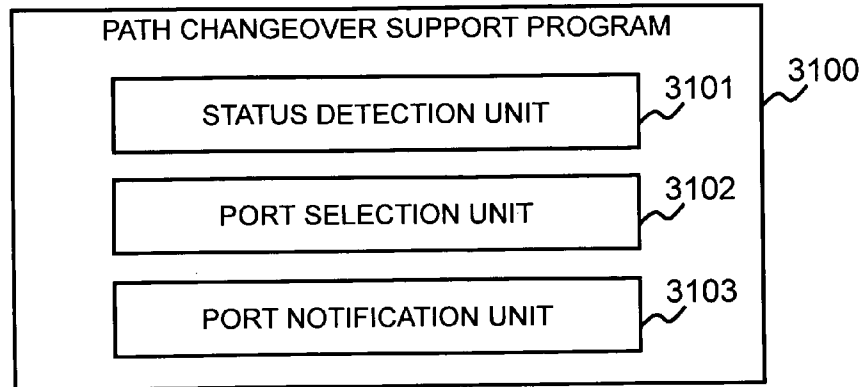 PATH CHANGEOVER SUPPORT PROGRAM
3100
3101
STATUS DETECTION UNIT
3102
PORT SELECTION UNIT
3103
PORT NOTIFICATION UNIT